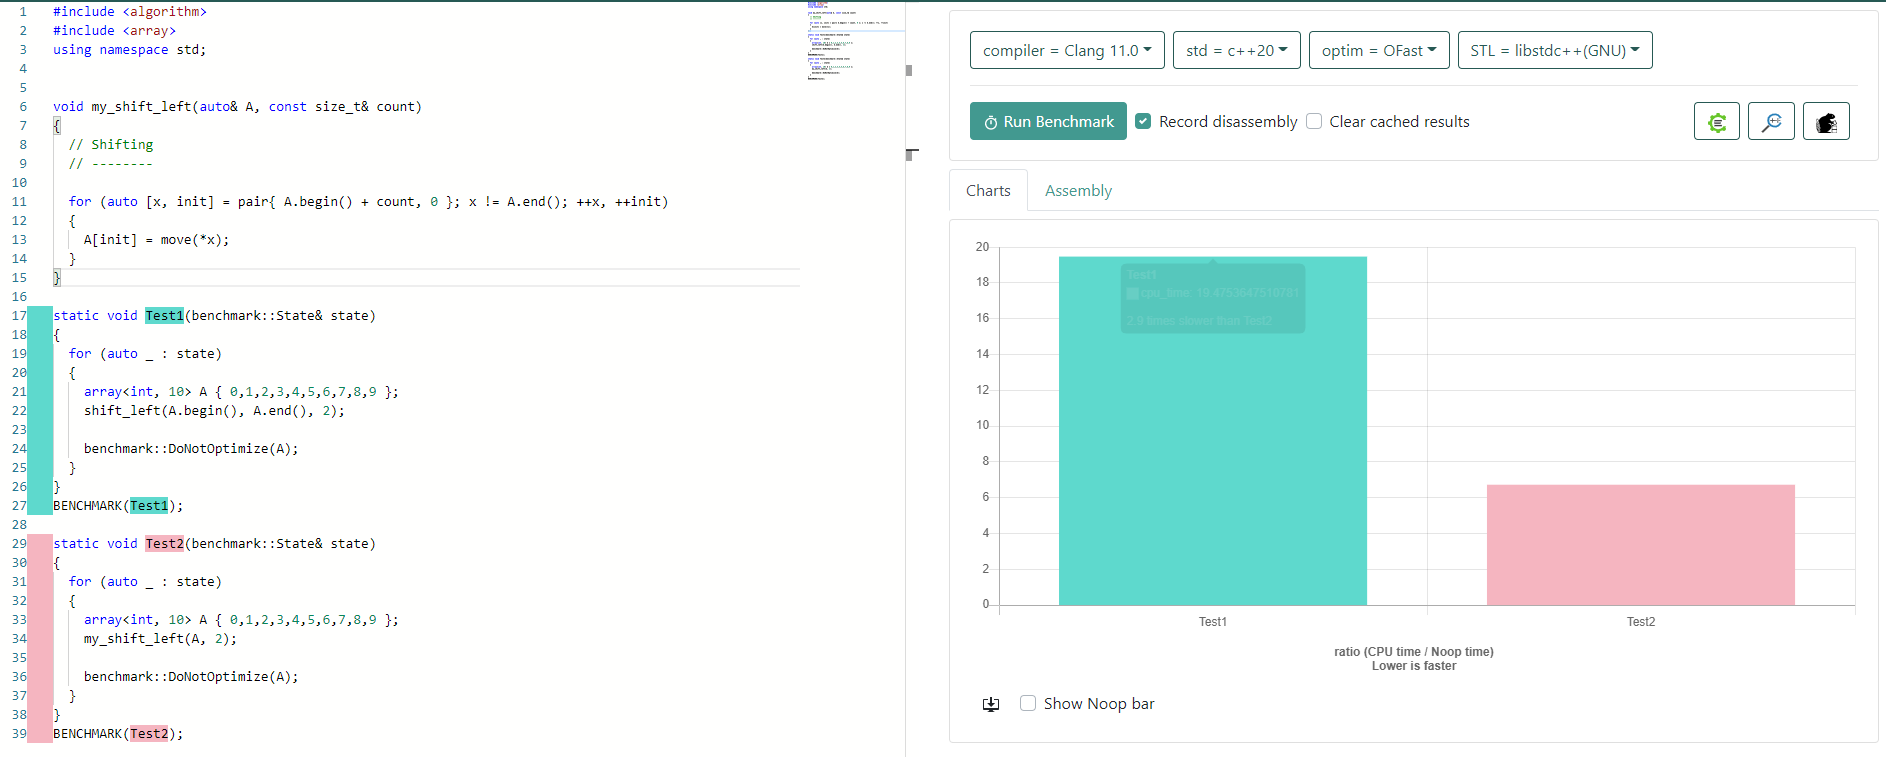 1 #include <algorithm>
2 #include <array>
3 using namespace std;
4
5
6 void my_shift_left(auto& A, const size_t& count)
7 {
8 // Shifting
9 // --------
10
11 for (auto [x, init] = pair{ A.begin() + count, 0 }; x != A.end(); ++x, ++init)
12 {
13 A[init] = move(*x);
14 }
15 }
16
17 static void Test1(benchmark::State& state)
18 {
19 for (auto _ : state)
20 {
21 array<int, 10> A { 0,1,2,3,4,5,6,7,8,9 };
22 shift_left(A.begin(), A.end(), 2);
23
24 benchmark::DoNotOptimize(A);
25 }
26 }
27 BENCHMARK(Test1);
28
29 static void Test2(benchmark::State& state)
30 {
31 for (auto _ : state)
32 {
33 array<int, 10> A { 0,1,2,3,4,5,6,7,8,9 };
34 my_shift_left(A, 2);
35
36 benchmark::DoNotOptimize(A);
37 }
38 }
39 BENCHMARK(Test2);
compiler = Clang 11.0 std = c++20 optim = OFast STL = libstdc++(GNU)
Run Benchmark Record disassembly Clear cached results
Charts Assembly
20
18
16
14
12
10
8
6
4
2
0
Test1
cpu_time: 19.4753647510781
2.9 times slower than Test2
Test1 Test2
ratio (CPU time / Noop time)
Lower is faster
Show Noop bar